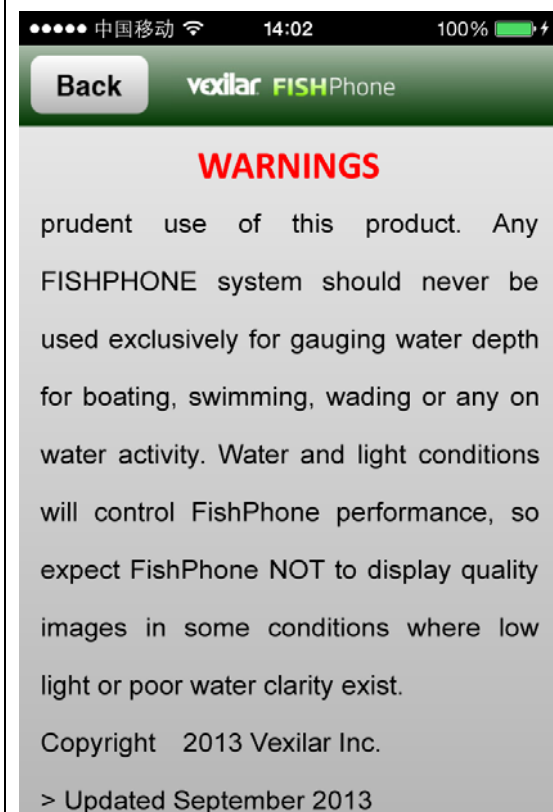 中国移动 14:02 100%
Back vexilar FISHPhone
WARNINGS
prudent use of this product. Any
FISHPHONE system should never be
used exclusively for gauging water depth
for boating, swimming, wading or any on
water activity. Water and light conditions
will control FishPhone performance, so
expect FishPhone NOT to display quality
images in some conditions where low
light or poor water clarity exist.
Copyright 2013 Vexilar Inc.
> Updated September 2013